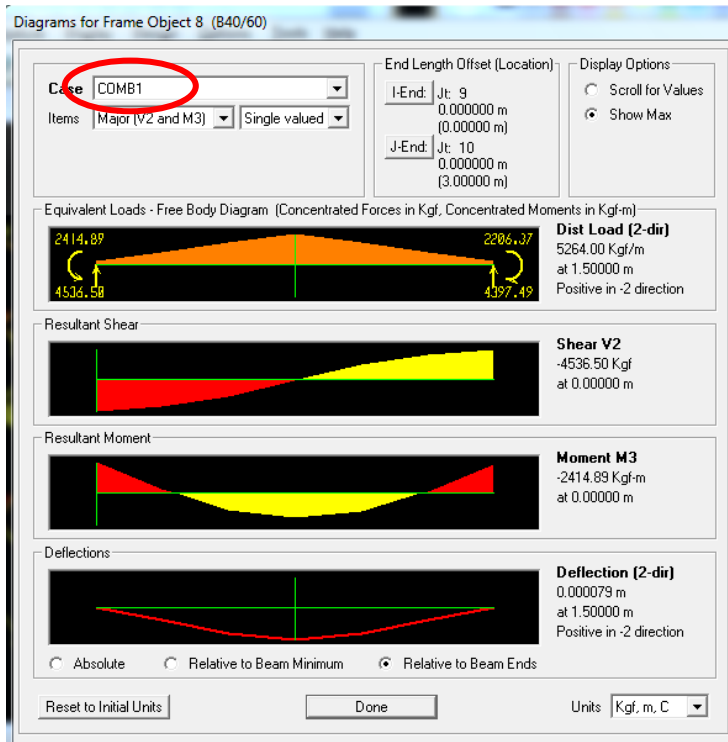 Diagrams for Frame Object 8 (B40/60)
Case COMB1
Items Major (V2 and M3) Single valued
End Length Offset (Location)
I-End: Jt: 9
0.000000 m
(0.00000 m)
J-End: Jt: 10
0.000000 m
(3.00000 m)
Display Options
Scroll for Values
Show Max
Equivalent Loads - Free Body Diagram (Concentrated Forces in Kgf, Concentrated Moments in Kgf-m)
2414.89
2206.37
4536.50
4397.49
Dist Load (2-dir)
5264.00 Kgf/m
at 1.50000 m
Positive in -2 direction
Resultant Shear
Shear V2
-4536.50 Kgf
at 0.00000 m
Resultant Moment
Moment M3
-2414.89 Kgf-m
at 0.00000 m
Deflections
Deflection (2-dir)
0.000079 m
at 1.50000 m
Positive in -2 direction
Absolute Relative to Beam Minimum Relative to Beam Ends
Reset to Initial Units Done Units Kgf, m, C